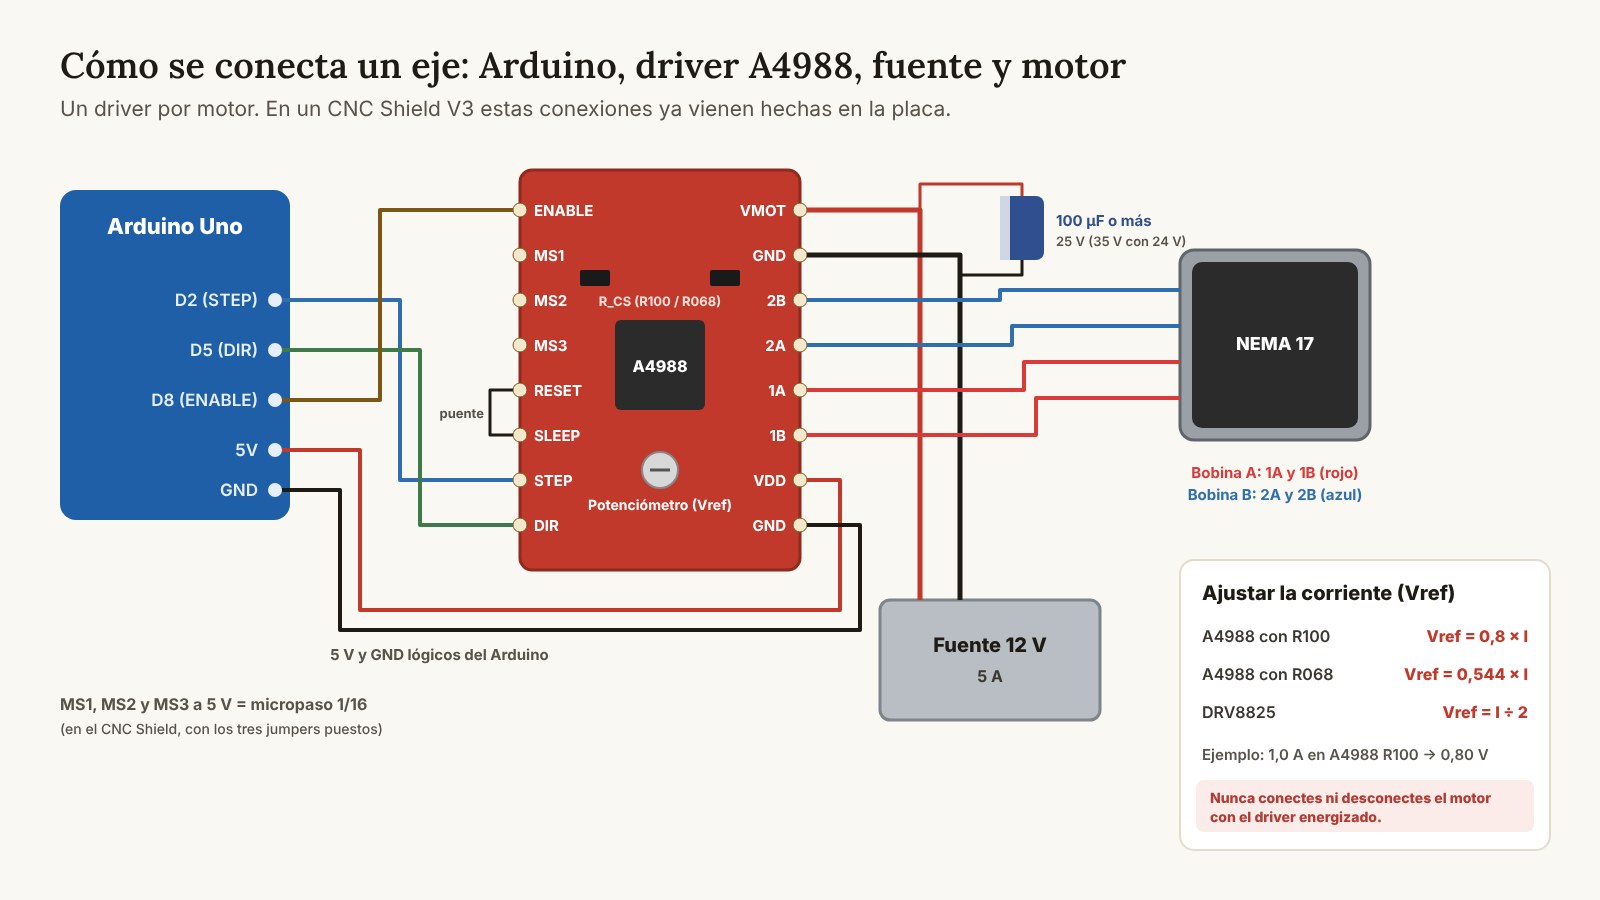 Cómo se conecta un eje: Arduino, driver A4988, fuente y motor
Un driver por motor. En un CNC Shield V3 estas conexiones ya vienen hechas en la placa.
Arduino Uno
D2 (STEP)
D5 (DIR)
D8 (ENABLE)
5V
GND
puente
ENABLE
MS1
MS2
MS3
RESET
SLEEP
STEP
DIR
R_CS (R100 / R068)
A4988
Potenciómetro (Vref)
VMOT
GND
2B
2A
1A
1B
VDD
GND
100 µF o más
25 V (35 V con 24 V)
NEMA 17
Bobina A: 1A y 1B (rojo)
Bobina B: 2A y 2B (azul)
5 V y GND lógicos del Arduino
MS1, MS2 y MS3 a 5 V = micropaso 1/16
(en el CNC Shield, con los tres jumpers puestos)
Fuente 12 V
5 A
Ajustar la corriente (Vref)
A4988 con R100 Vref = 0,8 × I
A4988 con R068 Vref = 0,544 × I
DRV8825 Vref = I ÷ 2
Ejemplo: 1,0 A en A4988 R100 → 0,80 V
Nunca conectes ni desconectes el motor
con el driver energizado.